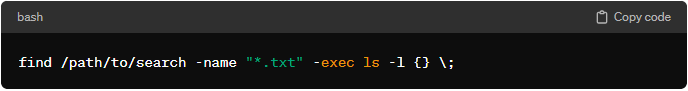 bash
Copy code
find /path/to/search -name "*.txt" -exec ls -l {} \;